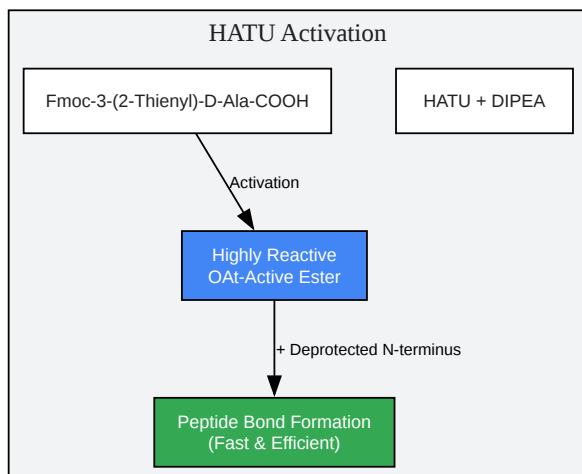 HATU Activation
Fmoc-3-(2-Thienyl)-D-Ala-COOH
HATU + DIPEA
Activation
Highly Reactive
OAt-Active Ester
+ Deprotected N-terminus
Peptide Bond Formation
(Fast & Efficient)